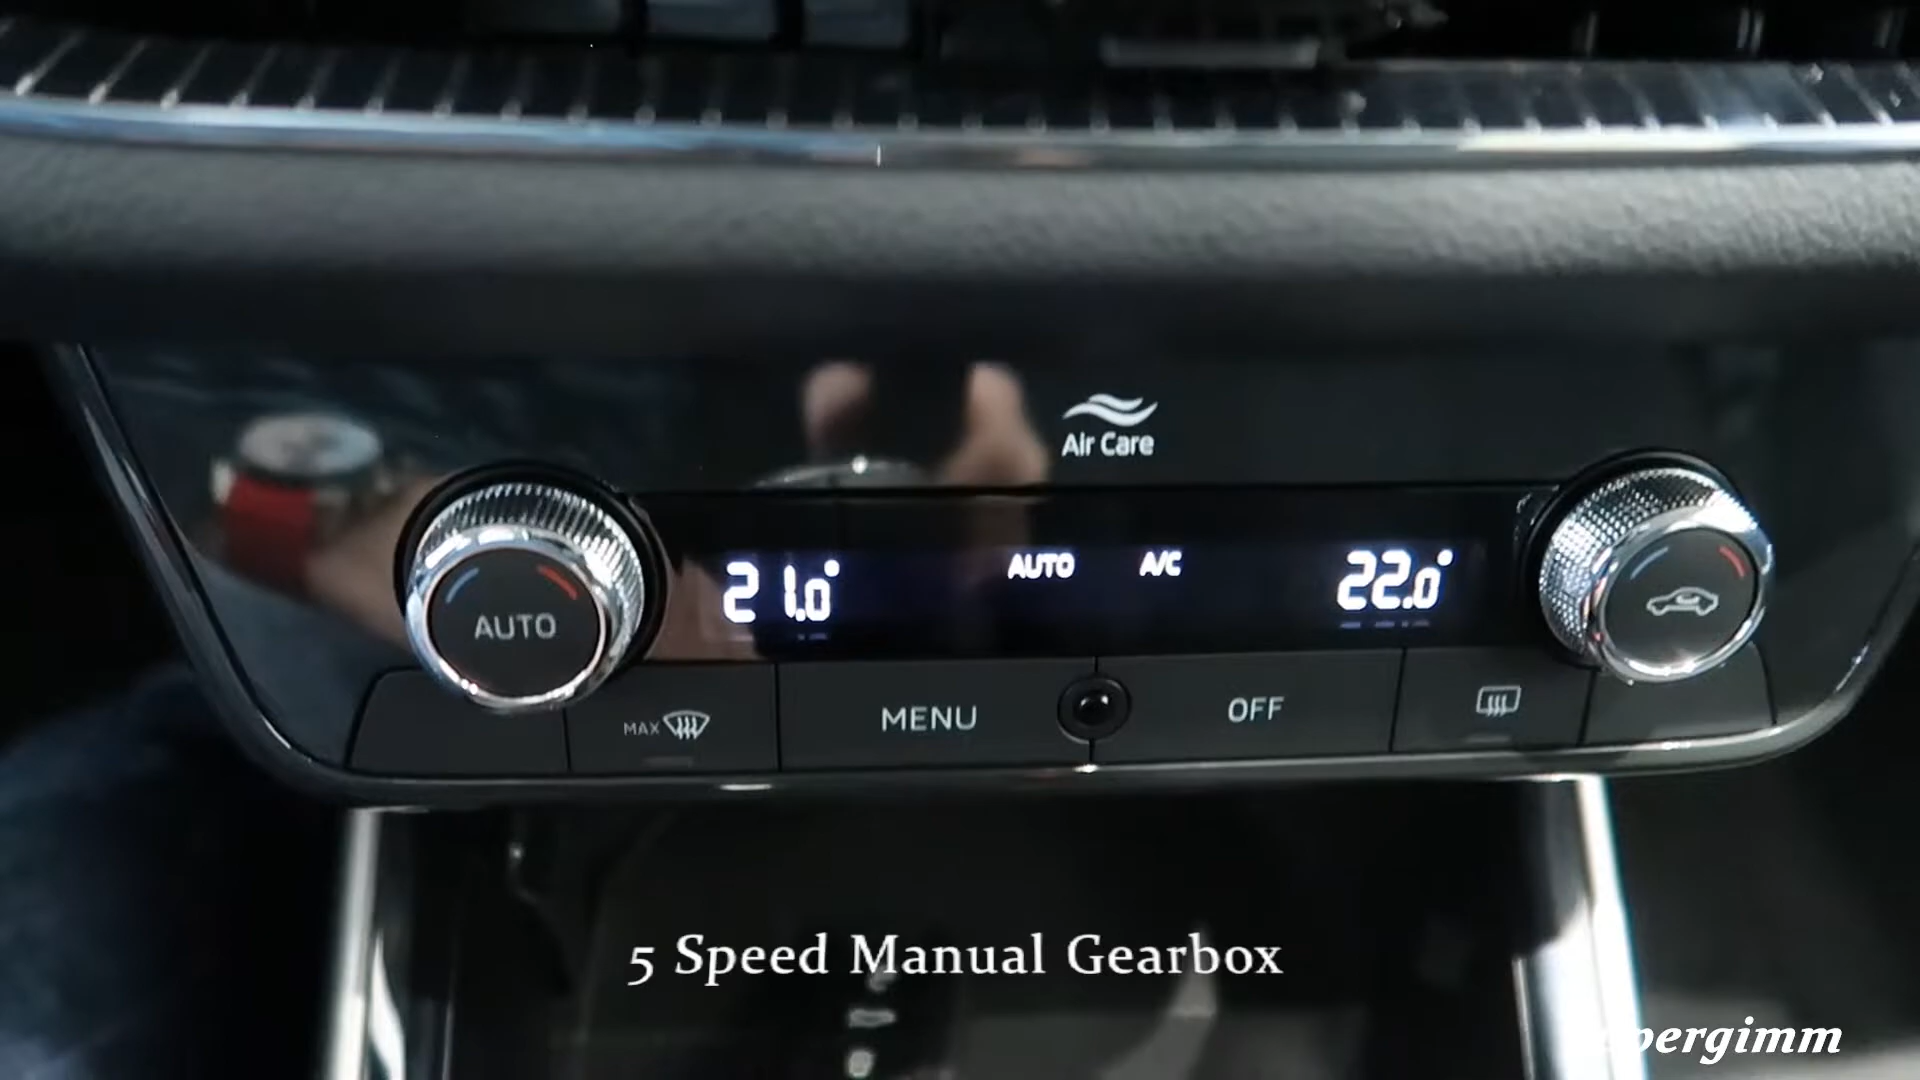 Air Care
21.0°
AUTO
A/C
22.0°
AUTO
MAX
MENU
OFF
5 Speed Manual Gearbox